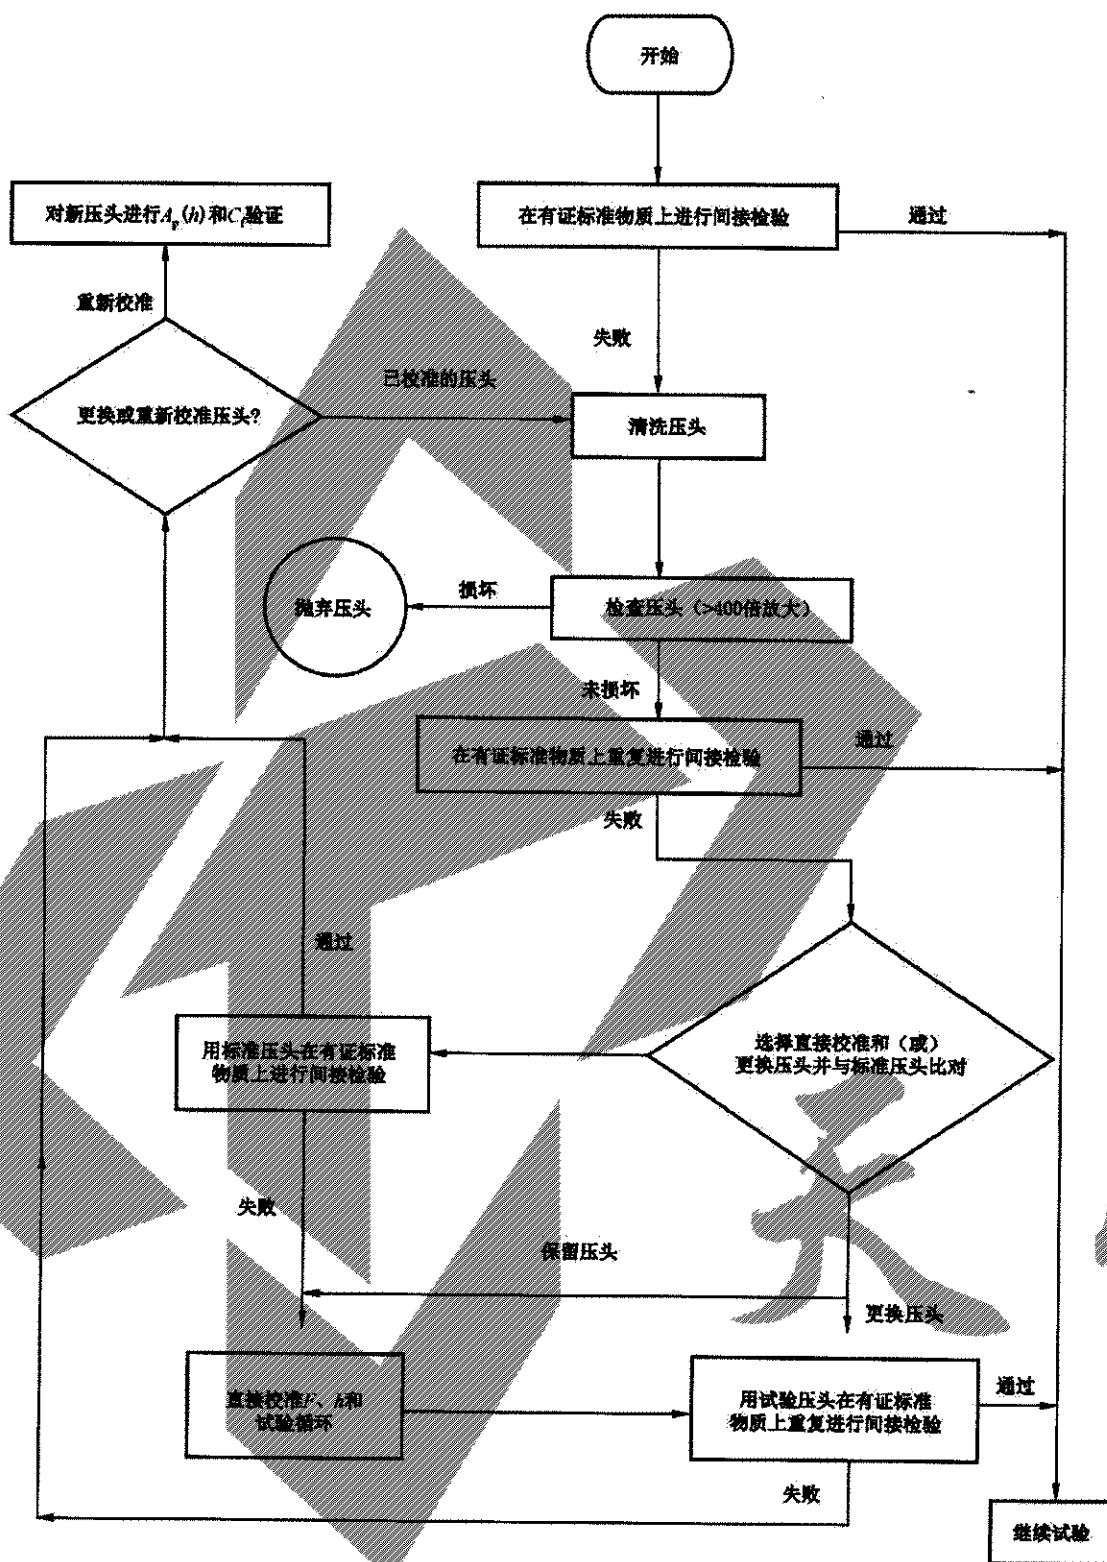 开始
对新压头进行Ap(h)和Cf验证
在有证标准物质上进行间接检验
通过
重新校准
失败
更换或重新校准压头?
已校准的压头
清洗压头
抛弃压头
损坏
检查压头（>400倍放大）
未损坏
在有证标准物质上重复进行间接检验
通过
失败
通过
选择直接校准和（或）
更换压头并与标准压头比对
用标准压头在有证标准
物质上进行间接检验
失败
保留压头
更换压头
直接校准F、h和
试验循环
用试验压头在有证标准
物质上重复进行间接检验
通过
失败
继续试验